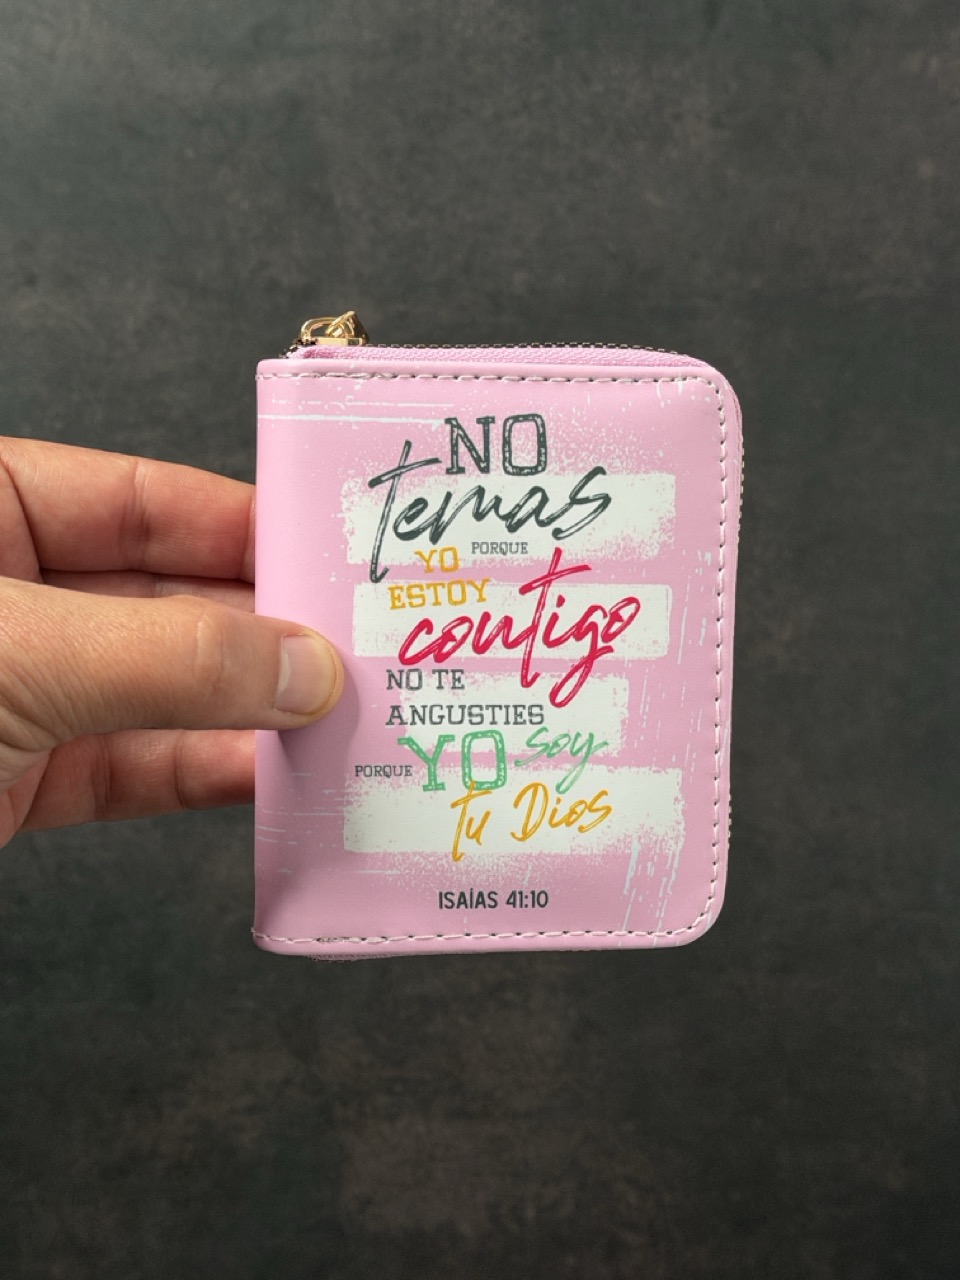 NO
temas
PORQUE
YO
ESTOY
contigo
NO TE
ANGUSTIES
PORQUE YO soy
tu Dios
ISAÍAS 41:10